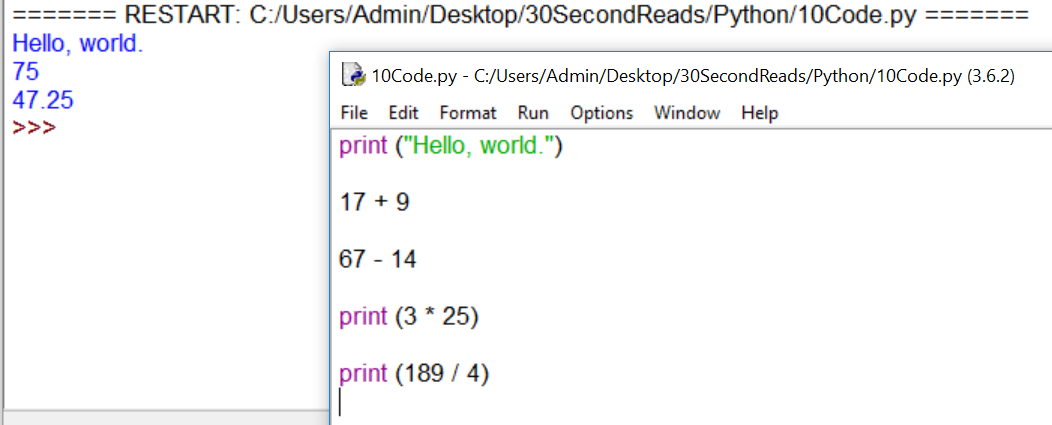 ======= RESTART: C:/Users/Admin/Desktop/30SecondReads/Python/10Code.py =======
Hello, world.
75
47.25
>>>
10Code.py - C:/Users/Admin/Desktop/30SecondReads/Python/10Code.py (3.6.2)
File Edit Format Run Options Window Help
print ("Hello, world.")
17 + 9
67 - 14
print (3 * 25)
print (189 / 4)